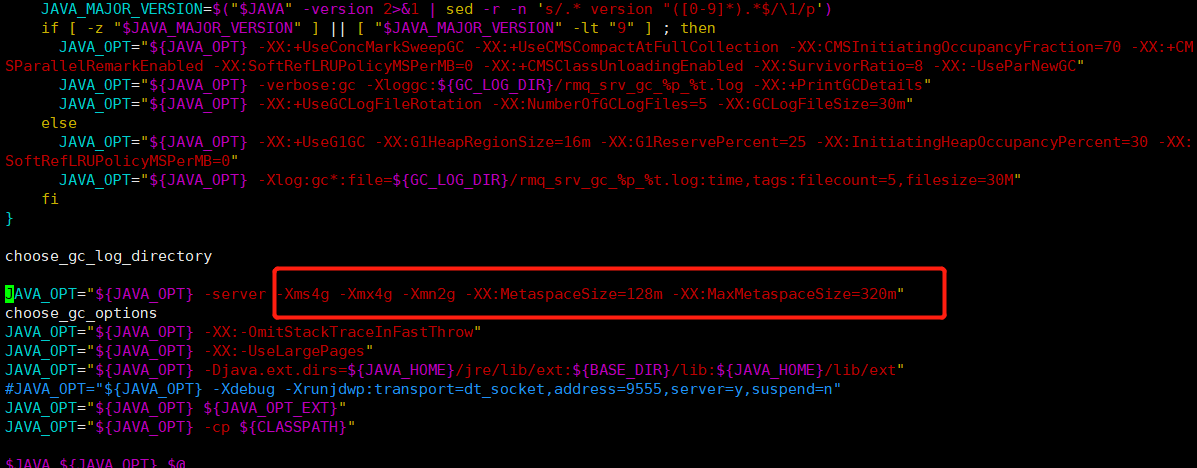 JAVA_MAJOR_VERSION=$("$JAVA" -version 2>&1 | sed -r -n 's/.* version "([0-9]*).*$/\1/p')
if [ -z "$JAVA_MAJOR_VERSION" ] || [ "$JAVA_MAJOR_VERSION" -lt "9" ] ; then
JAVA_OPT="${JAVA_OPT} -XX:+UseConcMarkSweepGC -XX:+UseCMSCompactAtFullCollection -XX:CMSInitiatingOccupancyFraction=70 -XX:+CM
SParallelRemarkEnabled -XX:SoftRefLRUPolicyMSPerMB=0 -XX:+CMSClassUnloadingEnabled -XX:SurvivorRatio=8 -XX:-UseParNewGC"
JAVA_OPT="${JAVA_OPT} -verbose:gc -Xloggc:${GC_LOG_DIR}/rmq_srv_gc_%p_%t.log -XX:+PrintGCDetails"
JAVA_OPT="${JAVA_OPT} -XX:+UseGCLogFileRotation -XX:NumberOfGCLogFiles=5 -XX:GCLogFileSize=30m"
else
JAVA_OPT="${JAVA_OPT} -XX:+UseG1GC -XX:G1HeapRegionSize=16m -XX:G1ReservePercent=25 -XX:InitiatingHeapOccupancyPercent=30 -XX:
SoftRefLRUPolicyMSPerMB=0"
JAVA_OPT="${JAVA_OPT} -Xlog:gc*:file=${GC_LOG_DIR}/rmq_srv_gc_%p_%t.log:time,tags:filecount=5,filesize=30M"
fi
}
choose_gc_log_directory
JAVA_OPT="${JAVA_OPT} -server -Xms4g -Xmx4g -Xmn2g -XX:MetaspaceSize=128m -XX:MaxMetaspaceSize=320m"
choose_gc_options
JAVA_OPT="${JAVA_OPT} -XX:-OmitStackTraceInFastThrow"
JAVA_OPT="${JAVA_OPT} -XX:-UseLargePages"
JAVA_OPT="${JAVA_OPT} -Djava.ext.dirs=${JAVA_HOME}/jre/lib/ext:${BASE_DIR}/lib:${JAVA_HOME}/lib/ext"
#JAVA_OPT="${JAVA_OPT} -Xdebug -Xrunjdwp:transport=dt_socket,address=9555,server=y,suspend=n"
JAVA_OPT="${JAVA_OPT} ${JAVA_OPT_EXT}"
JAVA_OPT="${JAVA_OPT} -cp ${CLASSPATH}"
$JAVA ${JAVA_OPT} $@